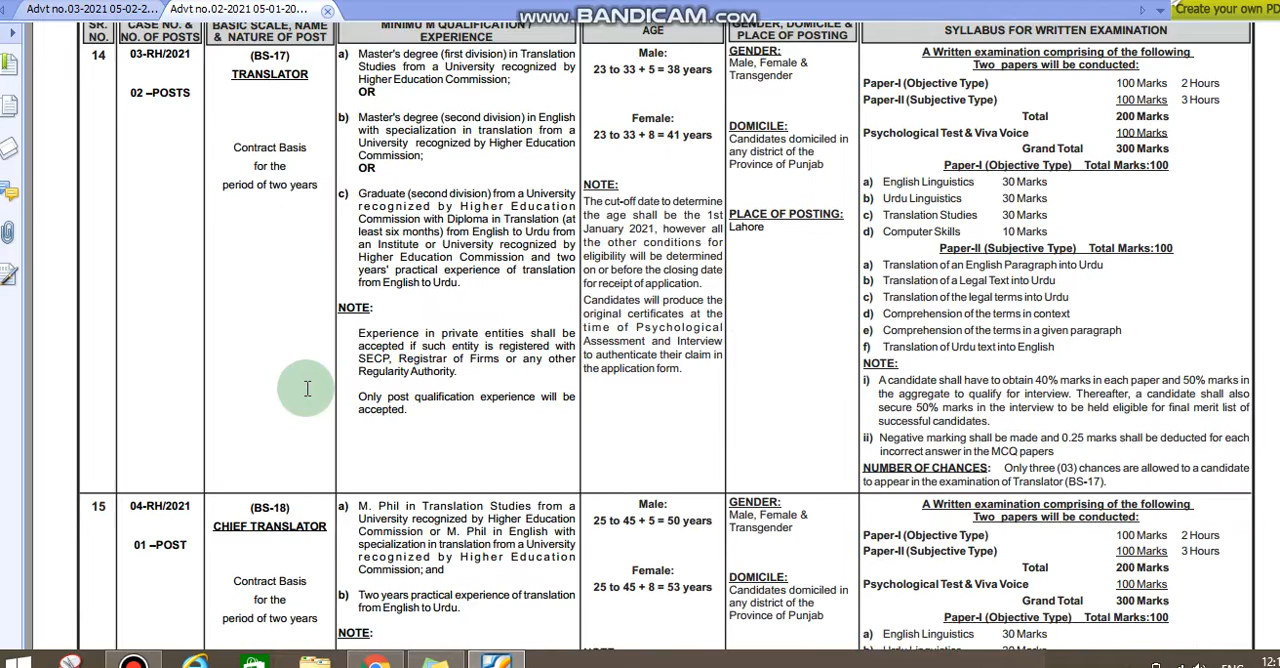 Advt no.03-2021 05-02-2...
Advt no.02-2021 05-01-20...
www.BANDICAM.com
Create your own PD
SR. NO.
CASE NO. & NO. OF POSTS
BASIC SCALE, NAME & NATURE OF POST
MINIMUM QUALIFICATION / EXPERIENCE
AGE
GENDER, DOMICILE & PLACE OF POSTING
SYLLABUS FOR WRITTEN EXAMINATION
14
03-RH/2021
02 –POSTS
(BS-17)
TRANSLATOR
Contract Basis
for the
period of two years
a) Master's degree (first division) in Translation
Studies from a University recognized by
Higher Education Commission;
OR
b) Master's degree (second division) in English
with specialization in translation from a
University recognized by Higher Education
Commission;
OR
c) Graduate (second division) from a University
recognized by Higher Education
Commission with Diploma in Translation (at
least six months) from English to Urdu from
an Institute or University recognized by
Higher Education Commission and two
years' practical experience of translation
from English to Urdu.
NOTE:
Experience in private entities shall be
accepted if such entity is registered with
SECP, Registrar of Firms or any other
Regularity Authority.
Only post qualification experience will be
accepted.
Male:
23 to 33 + 5 = 38 years
Female:
23 to 33 + 8 = 41 years
NOTE:
The cut-off date to determine
the age shall be the 1st
January 2021, however all
the other conditions for
eligibility will be determined
on or before the closing date
for receipt of application.
Candidates will produce the
original certificates at the
time of Psychological
Assessment and Interview
to authenticate their claim in
the application form.
GENDER:
Male, Female &
Transgender
DOMICILE:
Candidates domiciled in
any district of the
Province of Punjab
PLACE OF POSTING:
Lahore
A Written examination comprising of the following
Two papers will be conducted:
Paper-I (Objective Type) 100 Marks 2 Hours
Paper-II (Subjective Type) 100 Marks 3 Hours
Total 200 Marks
Psychological Test & Viva Voice 100 Marks
Grand Total 300 Marks
Paper-I (Objective Type) Total Marks:100
a) English Linguistics 30 Marks
b) Urdu Linguistics 30 Marks
c) Translation Studies 30 Marks
d) Computer Skills 10 Marks
Paper-II (Subjective Type) Total Marks:100
a) Translation of an English Paragraph into Urdu
b) Translation of a Legal Text into Urdu
c) Translation of the legal terms into Urdu
d) Comprehension of the terms in context
e) Comprehension of the terms in a given paragraph
f) Translation of Urdu text into English
NOTE:
i) A candidate shall have to obtain 40% marks in each paper and 50% marks in
the aggregate to qualify for interview. Thereafter, a candidate shall also
secure 50% marks in the interview to be held eligible for final merit list of
successful candidates.
ii) Negative marking shall be made and 0.25 marks shall be deducted for each
incorrect answer in the MCQ papers
NUMBER OF CHANCES: Only three (03) chances are allowed to a candidate
to appear in the examination of Translator (BS-17).
15
04-RH/2021
01 –POST
(BS-18)
CHIEF TRANSLATOR
Contract Basis
for the
period of two years
a) M. Phil in Translation Studies from a
University recognized by Higher Education
Commission or M. Phil in English with
specialization in translation from a University
recognized by Higher Education
Commission; and
b) Two years practical experience of translation
from English to Urdu.
NOTE:
Male:
25 to 45 + 5 = 50 years
Female:
25 to 45 + 8 = 53 years
GENDER:
Male, Female &
Transgender
DOMICILE:
Candidates domiciled in
any district of the
Province of Punjab
A Written examination comprising of the following
Two papers will be conducted:
Paper-I (Objective Type) 100 Marks 2 Hours
Paper-II (Subjective Type) 100 Marks 3 Hours
Total 200 Marks
Psychological Test & Viva Voice 100 Marks
Grand Total 300 Marks
Paper-I (Objective Type) Total Marks:100
a) English Linguistics 30 Marks